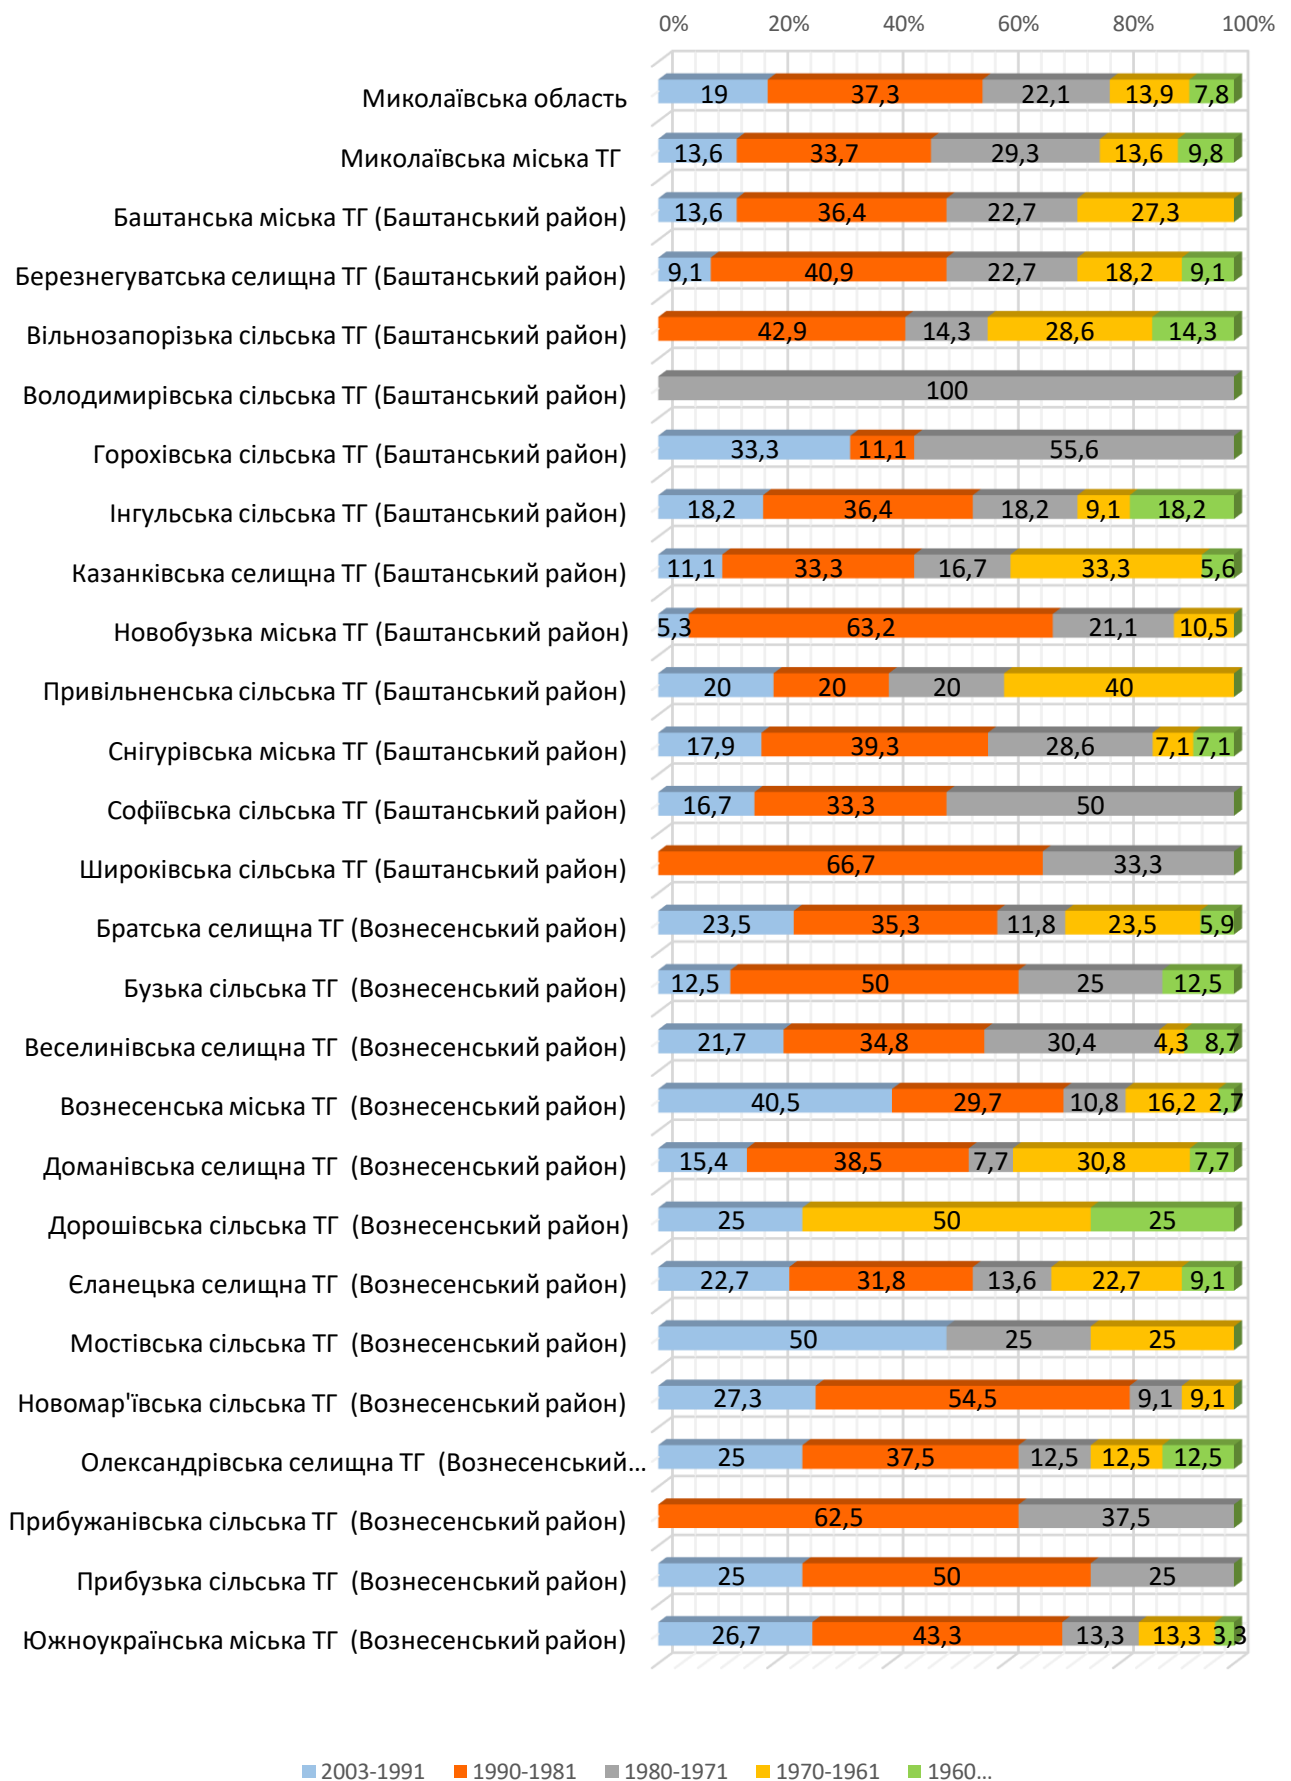 0% 20% 40% 60% 80% 100%
Миколаївська область 19 37,3 22,1 13,9 7,8
Миколаївська міська ТГ 13,6 33,7 29,3 13,6 9,8
Баштанська міська ТГ (Баштанський район) 13,6 36,4 22,7 27,3
Березнегуватська селищна ТГ (Баштанський район) 9,1 40,9 22,7 18,2 9,1
Вільнозапорізька сільська ТГ (Баштанський район) 42,9 14,3 28,6 14,3
Володимирівська сільська ТГ (Баштанський район) 100
Горохівська сільська ТГ (Баштанський район) 33,3 11,1 55,6
Інгульська сільська ТГ (Баштанський район) 18,2 36,4 18,2 9,1 18,2
Казанківська селищна ТГ (Баштанський район) 11,1 33,3 16,7 33,3 5,6
Новобузька міська ТГ (Баштанський район) 5,3 63,2 21,1 10,5
Привільненська сільська ТГ (Баштанський район) 20 20 20 40
Снігурівська міська ТГ (Баштанський район) 17,9 39,3 28,6 7,1 7,1
Софіївська сільська ТГ (Баштанський район) 16,7 33,3 50
Широківська сільська ТГ (Баштанський район) 66,7 33,3
Братська селищна ТГ (Вознесенський район) 23,5 35,3 11,8 23,5 5,9
Бузька сільська ТГ (Вознесенський район) 12,5 50 25 12,5
Веселинівська селищна ТГ (Вознесенський район) 21,7 34,8 30,4 4,3 8,7
Вознесенська міська ТГ (Вознесенський район) 40,5 29,7 10,8 16,2 2,7
Доманівська селищна ТГ (Вознесенський район) 15,4 38,5 7,7 30,8 7,7
Дорошівська сільська ТГ (Вознесенський район) 25 50 25
Єланецька селищна ТГ (Вознесенський район) 22,7 31,8 13,6 22,7 9,1
Мостівська сільська ТГ (Вознесенський район) 50 25 25
Новомар'ївська сільська ТГ (Вознесенський район) 27,3 54,5 9,1 9,1
Олександрівська селищна ТГ (Вознесенський... 25 37,5 12,5 12,5 12,5
Прибужанівська сільська ТГ (Вознесенський район) 62,5 37,5
Прибузька сільська ТГ (Вознесенський район) 25 50 25
Южноукраїнська міська ТГ (Вознесенський район) 26,7 43,3 13,3 13,3 3,3
2003-1991 1990-1981 1980-1971 1970-1961 1960...